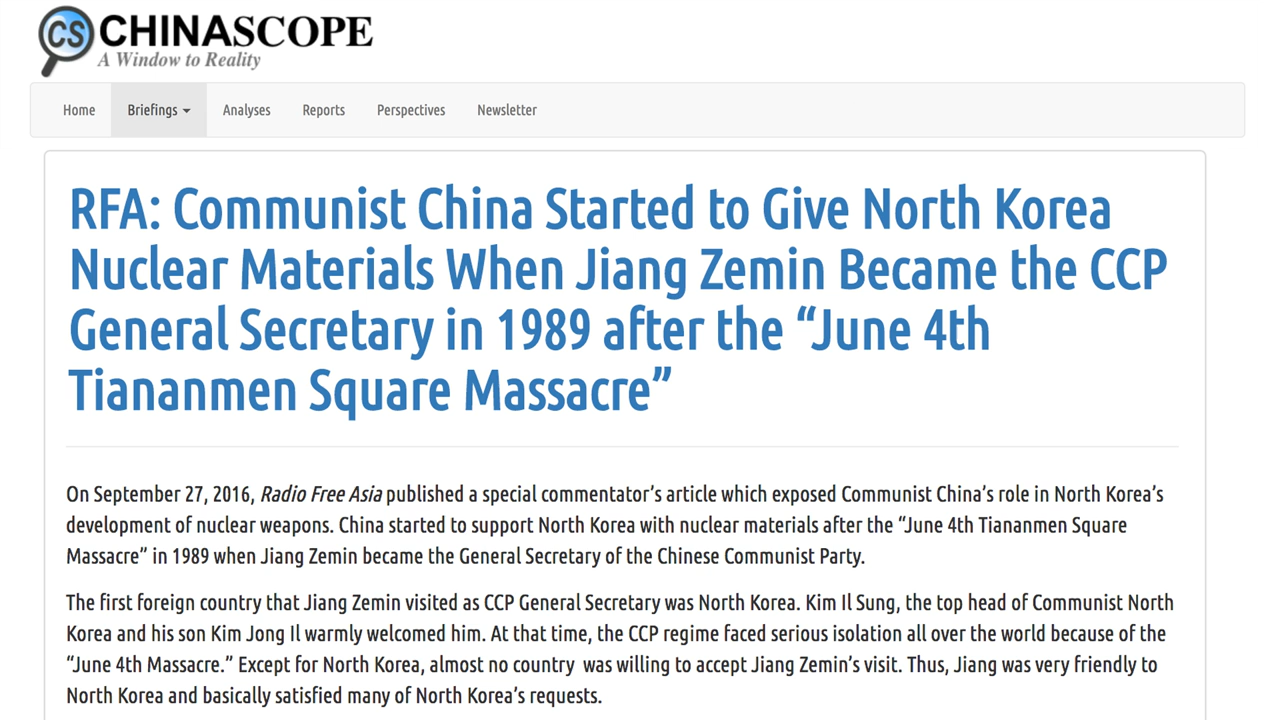 CS CHINASCOPE
A Window to Reality
Home Briefings Analyses Reports Perspectives Newsletter
RFA: Communist China Started to Give North Korea
Nuclear Materials When Jiang Zemin Became the CCP
General Secretary in 1989 after the “June 4th
Tiananmen Square Massacre”
On September 27, 2016, Radio Free Asia published a special commentator’s article which exposed Communist China’s role in North Korea’s
development of nuclear weapons. China started to support North Korea with nuclear materials after the “June 4th Tiananmen Square
Massacre” in 1989 when Jiang Zemin became the General Secretary of the Chinese Communist Party.
The first foreign country that Jiang Zemin visited as CCP General Secretary was North Korea. Kim Il Sung, the top head of Communist North
Korea and his son Kim Jong Il warmly welcomed him. At that time, the CCP regime faced serious isolation all over the world because of the
“June 4th Massacre.” Except for North Korea, almost no country was willing to accept Jiang Zemin’s visit. Thus, Jiang was very friendly to
North Korea and basically satisfied many of North Korea’s requests.